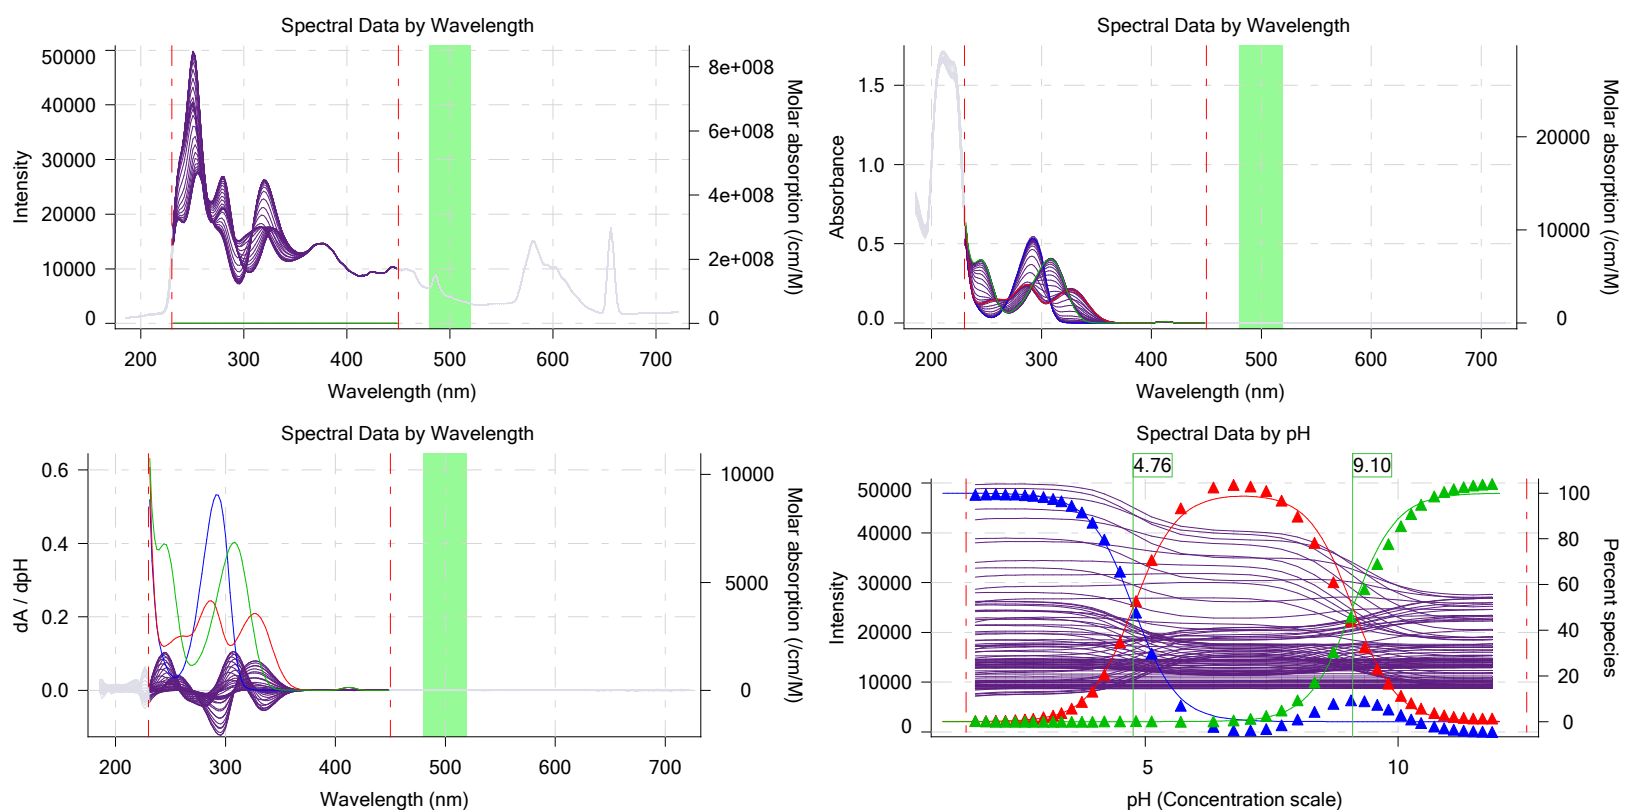 Spectral Data by Wavelength
50000
40000
30000
20000
10000
0
Intensity
8e+008
6e+008
4e+008
2e+008
0
Molar absorption (/cm/M)
200 300 400 500 600 700
Wavelength (nm)
Spectral Data by Wavelength
1.5
1.0
0.5
0.0
Absorbance
20000
10000
0
Molar absorption (/cm/M)
200 300 400 500 600 700
Wavelength (nm)
Spectral Data by Wavelength
0.6
0.4
0.2
0.0
dA / dpH
10000
5000
0
Molar absorption (/cm/M)
200 300 400 500 600 700
Wavelength (nm)
Spectral Data by pH
4.76 9.10
50000
40000
30000
20000
10000
0
Intensity
100
80
60
40
20
0
Percent species
5 10
pH (Concentration scale)